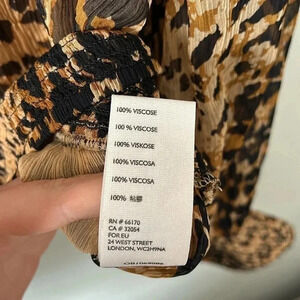 100% VISCOSE
100 % VISCOSE
100% VISKOSE
100% VISCOSA
100% VISCOSA
100% 粘膠
RN # 66170
CA # 32054
FOR EU
24 WEST STREET
LONDON, WC2H9NA